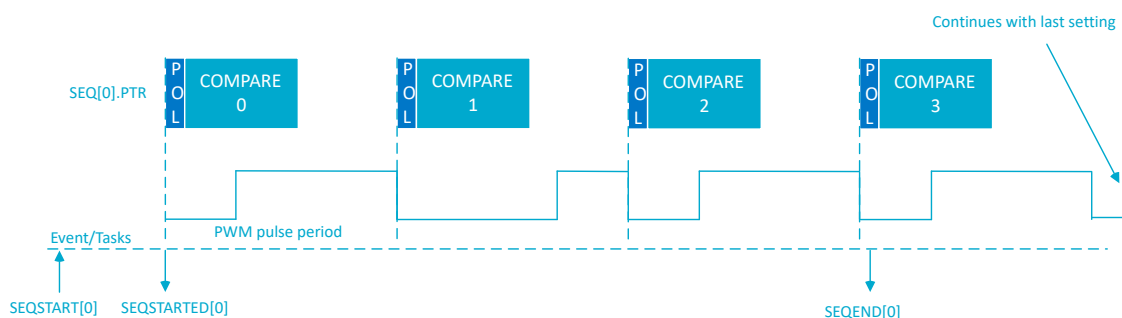 Continues with last setting
SEQ[0].PTR
P
O
L
COMPARE
0
P
O
L
COMPARE
1
P
O
L
COMPARE
2
P
O
L
COMPARE
3
Event/Tasks
PWM pulse period
SEQSTART[0]
SEQSTARTED[0]
SEQEND[0]